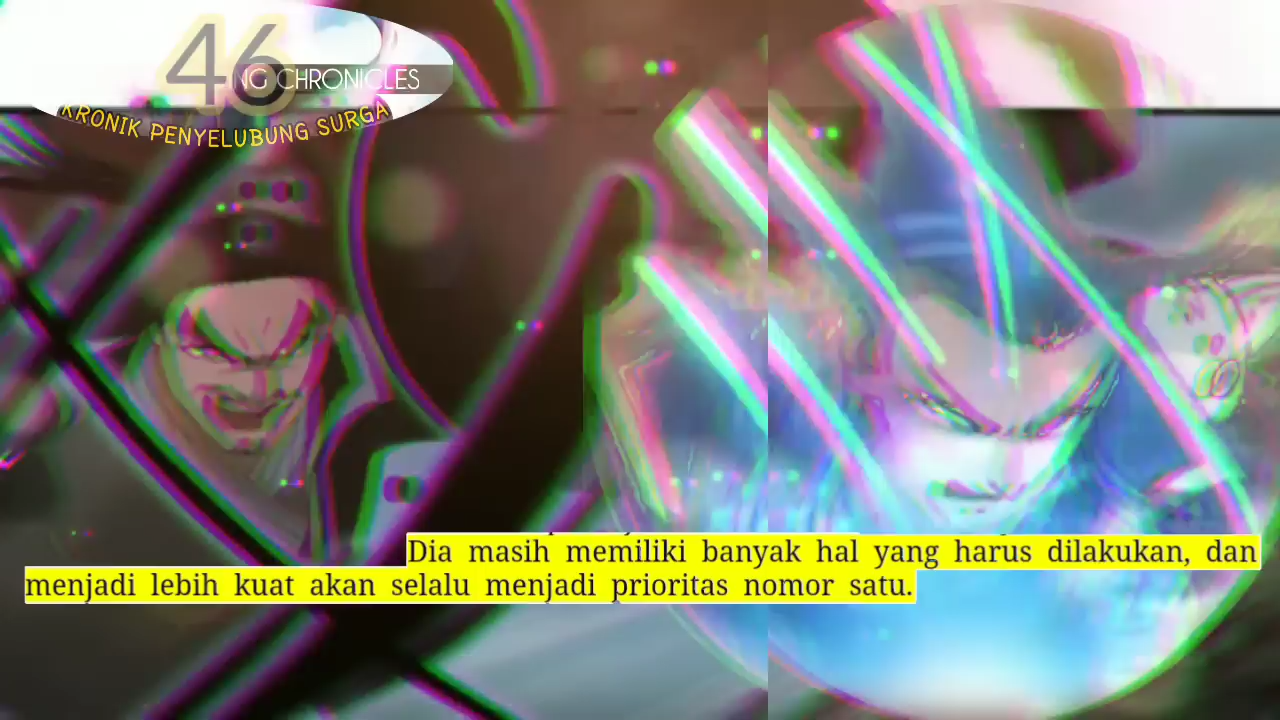 46
NG CHRONICLES
KRONIK PENYELUBUNG SURGA
Dia masih memiliki banyak hal yang harus dilakukan, dan
menjadi lebih kuat akan selalu menjadi prioritas nomor satu.